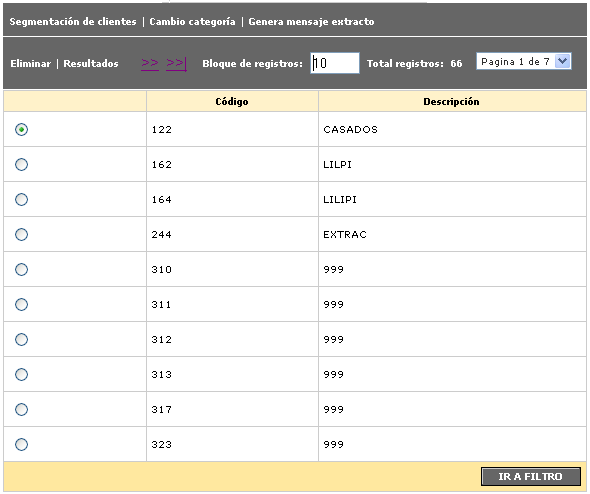 Segmentación de clientes | Cambio categoría | Genera mensaje extracto
Eliminar | Resultados >> >>| Bloque de registros: 10 Total registros: 66 Pagina 1 de 7
Código Descripción
122 CASADOS
162 LILPI
164 LILIPI
244 EXTRAC
310 999
311 999
312 999
313 999
317 999
323 999
IR A FILTRO